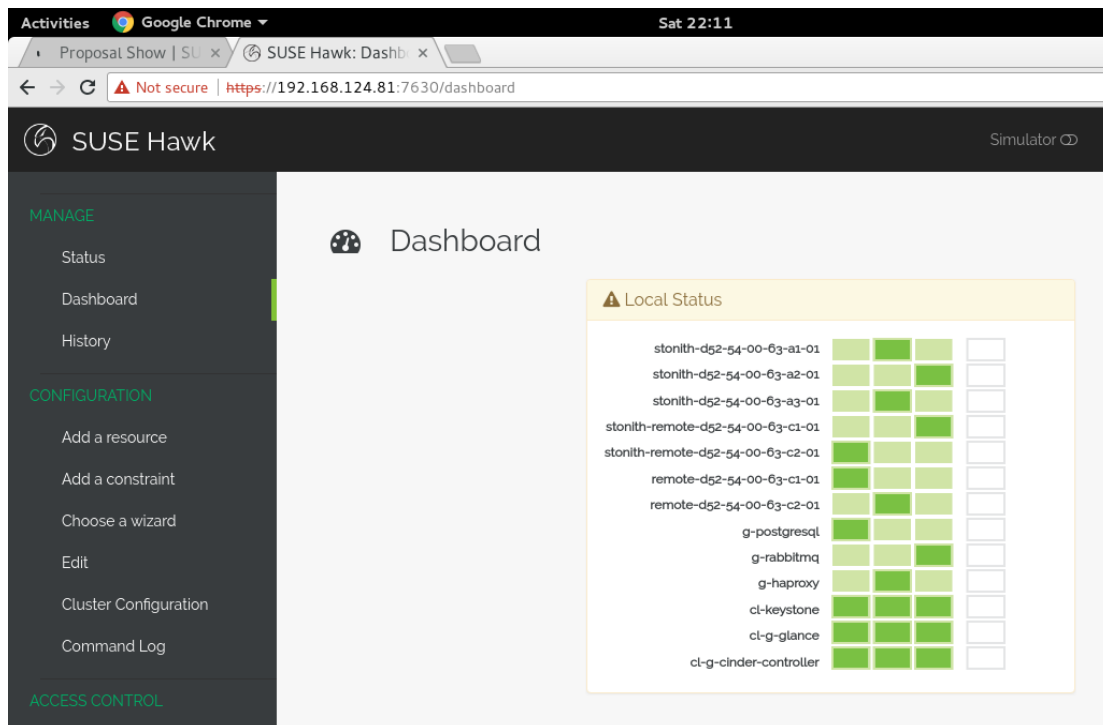 Activities Google Chrome Sat 22:11
Proposal Show | SU SUSE Hawk: Dashb
Not secure | https://192.168.124.81:7630/dashboard
SUSE Hawk Simulator
MANAGE
Status
Dashboard
History
CONFIGURATION
Add a resource
Add a constraint
Choose a wizard
Edit
Cluster Configuration
Command Log
ACCESS CONTROL
Dashboard
Local Status
stonith-d52-54-00-63-a1-01
stonith-d52-54-00-63-a2-01
stonith-d52-54-00-63-a3-01
stonith-remote-d52-54-00-63-c1-01
stonith-remote-d52-54-00-63-c2-01
remote-d52-54-00-63-c1-01
remote-d52-54-00-63-c2-01
g-postgresql
g-rabbitmq
g-haproxy
cl-keystone
cl-g-glance
cl-g-cinder-controller